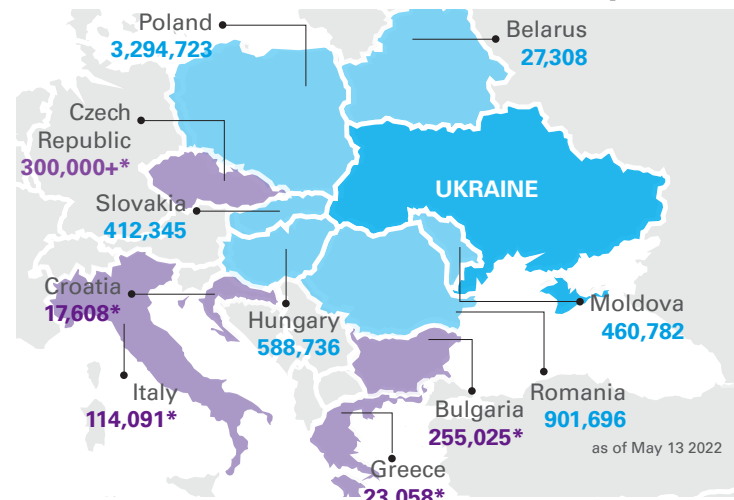 Poland
3,294,723
Belarus
27,308
Czech
Republic
300,000+*
UKRAINE
Slovakia
412,345
Croatia
17,608*
Hungary
588,736
Moldova
460,782
Italy
114,091*
Bulgaria
255,025*
Romania
901,696
as of May 13 2022
Greece
23,058*